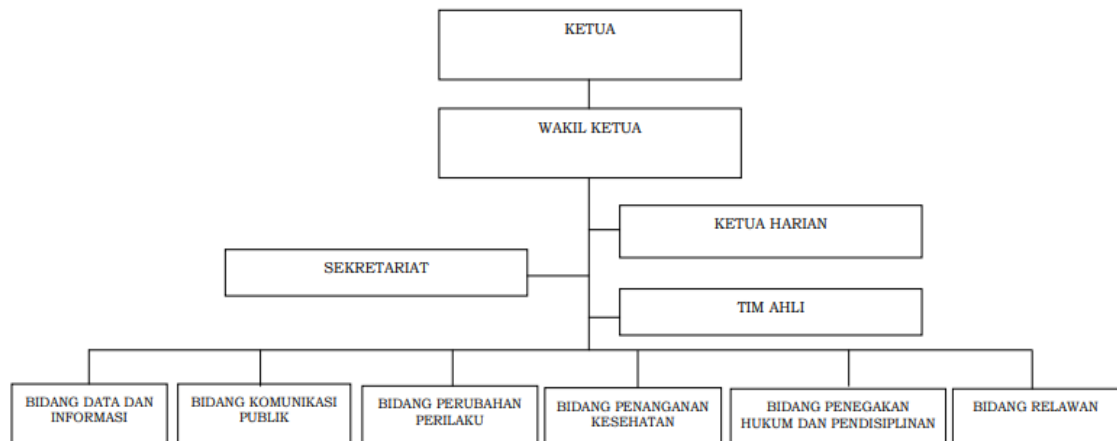 KETUA
WAKIL KETUA
KETUA HARIAN
SEKRETARIAT
TIM AHLI
BIDANG DATA DAN
INFORMASI
BIDANG KOMUNIKASI
PUBLIK
BIDANG PERUBAHAN
PERILAKU
BIDANG PENANGANAN
KESEHATAN
BIDANG PENEGAKAN
HUKUM DAN PENDISIPLINAN
BIDANG RELAWAN